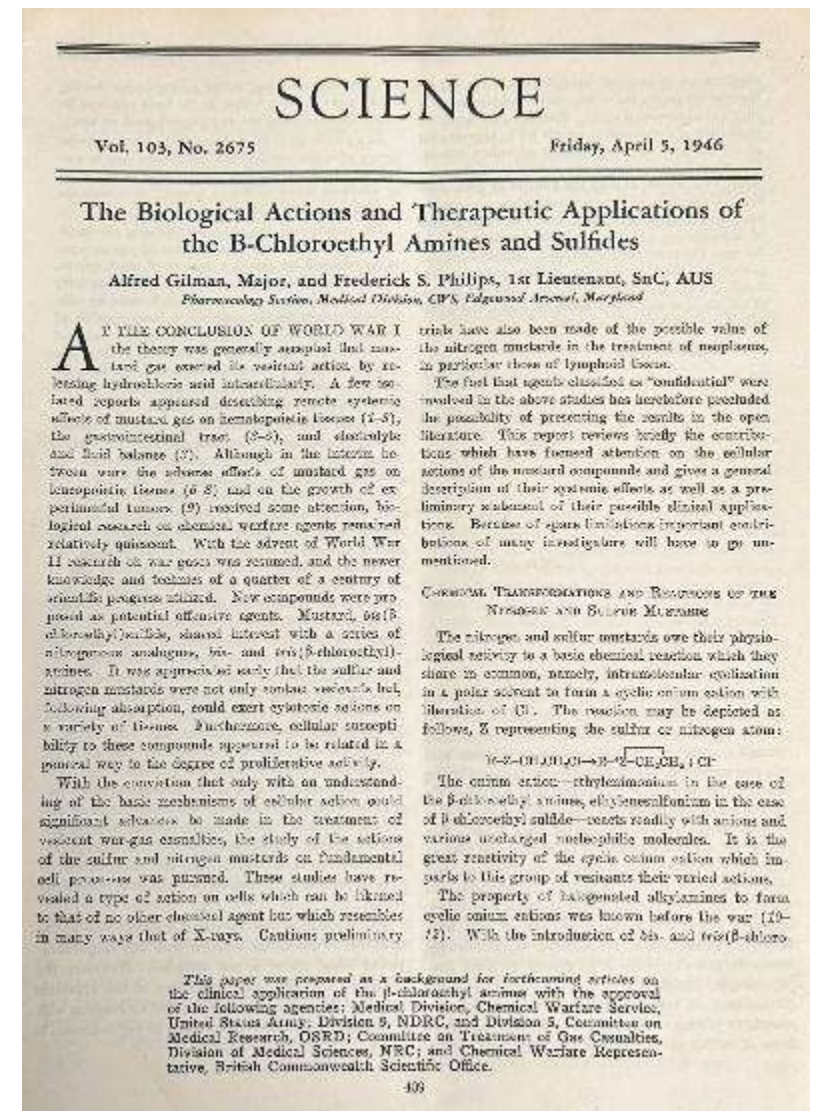 SCIENCE
Vol. 103, No. 2675
Friday, April 5, 1946
The Biological Actions and Therapeutic Applications of
the B-Chloroethyl Amines and Sulfides
Alfred Gilman, Major, and Frederick S. Philips, 1st Lieutenant, SnC, AUS
Pharmacology Section, Medical Division, CWS, Edgewood Arsenal, Maryland
AT THE CONCLUSION OF WORLD WAR I
the theory was generally accepted that mus-
tard gas exerted its vesicant action by re-
leasing hydrochloric acid intracellularly. A few iso-
lated reports appeared describing remote systemic
effects of mustard gas on hematopoietic tissues
the gastrointestinal tract and electrolyte
and fluid balance Although in the interim be-
tween wars the adverse effects of mustard gas on
leucopoietic tissues and on the growth of ex-
perimental tumors (9) received some attention, bio-
logical research on chemical warfare agents remained
relatively quiescent. With the advent of World War
II research on war gases was resumed, and the newer
knowledge and technics of a quarter of a century of
scientific progress utilized. New compounds were pro-
posed as potential offensive agents. Mustard, bis(β-
chloroethyl)sulfide, shared interest with a series of
nitrogenous analogues, bis- and tris(β-chloroethyl)-
amines. It was appreciated early that the sulfur and
nitrogen mustards were not only contact vesicants but,
following absorption, could exert cytotoxic actions on
a variety of tissues. Furthermore, cellular suscepti-
bility to these compounds appeared to be related in a
general way to the degree of proliferative activity.
With the conviction that only with an understand-
ing of the basic mechanisms of cellular action could
significant advances be made in the treatment of
vesicant war-gas casualties, the study of the actions
of the sulfur and nitrogen mustards on fundamental
cell processes was pursued. These studies have re-
vealed a type of action on cells which can be likened
to that of no other chemical agent but which resembles
in many ways that of X-rays. Cautious preliminary
trials have also been made of the possible value of
the nitrogen mustards in the treatment of neoplasms,
in particular those of lymphoid tissue.
The fact that agents classified as "confidential" were
involved in the above studies has heretofore precluded
the possibility of presenting the results in the open
literature. This report reviews briefly the contribu-
tions which have focused attention on the cellular
actions of the mustard compounds and gives a general
description of their systemic effects as well as a pre-
liminary statement of their possible clinical applica-
tions. Because of space limitations important contri-
butions of many investigators will have to go un-
mentioned.
CHEMICAL TRANSFORMATIONS AND REACTIONS OF THE
NITROGEN AND SULFUR MUSTARDS
The nitrogen and sulfur mustards owe their physio-
logical activity to a basic chemical reaction which they
share in common, namely, intramolecular cyclization
in a polar solvent to form a cyclic onium cation with
liberation of Cl⁻. The reaction may be depicted as
follows, Z representing the sulfur or nitrogen atom:
R–Z–CH₂CH₂Cl→R–⁺Z–CH₂CH₂ + Cl⁻
The onium cation—ethylenimonium in the case of
the β-chloroethyl amines, ethylenesulfonium in the case
of β-chloroethyl sulfide—reacts readily with anions and
various uncharged nucleophilic molecules. It is the
great reactivity of the cyclic onium cation which im-
parts to this group of vesicants their varied actions.
The property of halogenated alkylamines to form
cyclic onium cations was known before the war (10–
12). With the introduction of bis- and tris(β-chloro-
This paper was prepared as a background for forthcoming articles on
the clinical application of the β-chloroethyl amines with the approval
of the following agencies: Medical Division, Chemical Warfare Service,
United States Army; Division 9, NDRC, and Division 5, Committee on
Medical Research, OSRD; Committee on Treatment of Gas Casualties,
Division of Medical Sciences, NRC; and Chemical Warfare Represen-
tative, British Commonwealth Scientific Office.
409